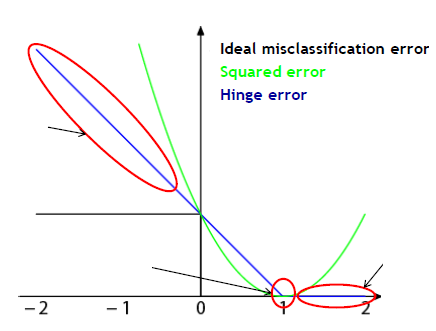 Ideal misclassification error
Squared error
Hinge error
−2 −1 0 1 2